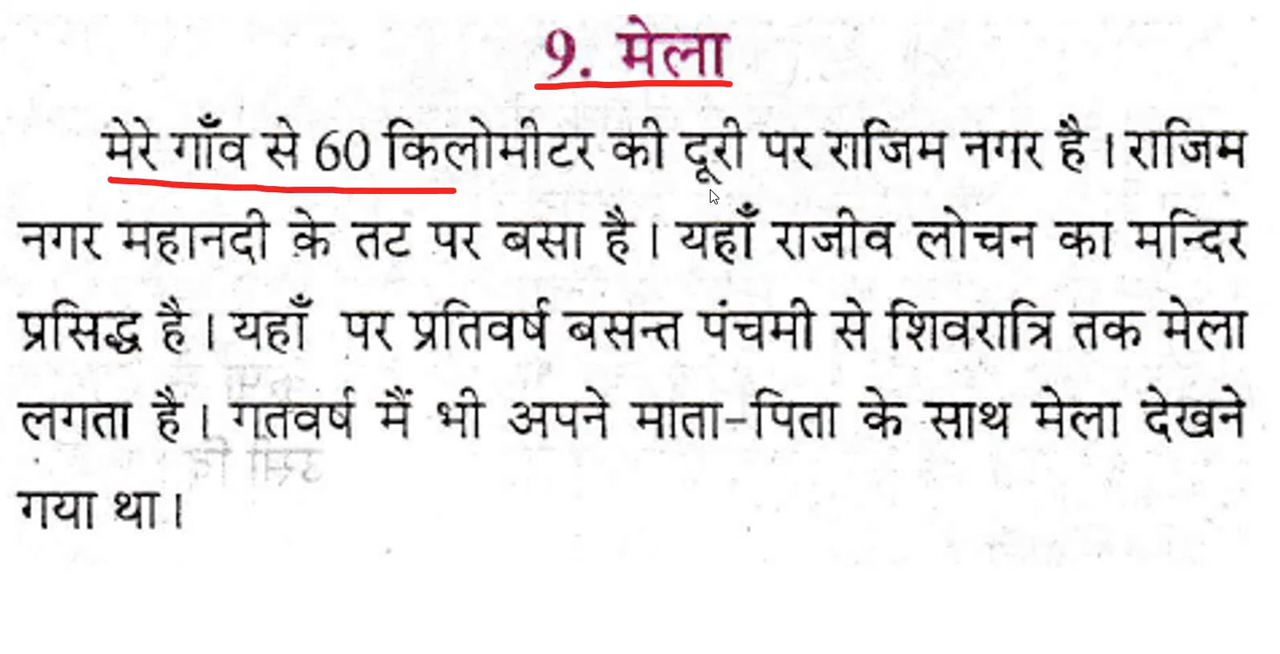 9. मेला
मेरे गाँव से 60 किलोमीटर की दूरी पर राजिम नगर है । राजिम
नगर महानदी के तट पर बसा है । यहाँ राजीव लोचन का मन्दिर
प्रसिद्ध है । यहाँ पर प्रतिवर्ष बसन्त पंचमी से शिवरात्रि तक मेला
लगता है । गतवर्ष मैं भी अपने माता-पिता के साथ मेला देखने
गया था ।